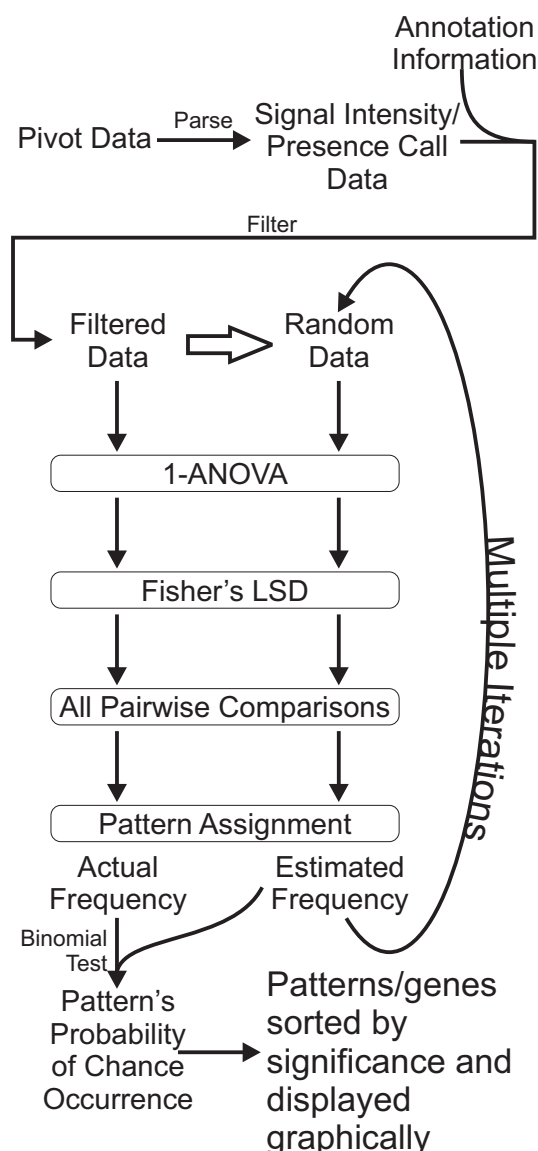 Annotation
Information
Pivot Data
Parse
Signal Intensity/
Presence Call
Data
Filter
Filtered
Data
Random
Data
1-ANOVA
Fisher's LSD
All Pairwise Comparisons
Pattern Assignment
Multiple Iterations
Actual
Frequency
Estimated
Frequency
Binomial
Test
Pattern's
Probability
of Chance
Occurrence
Patterns/genes
sorted by
significance and
displayed
graphically